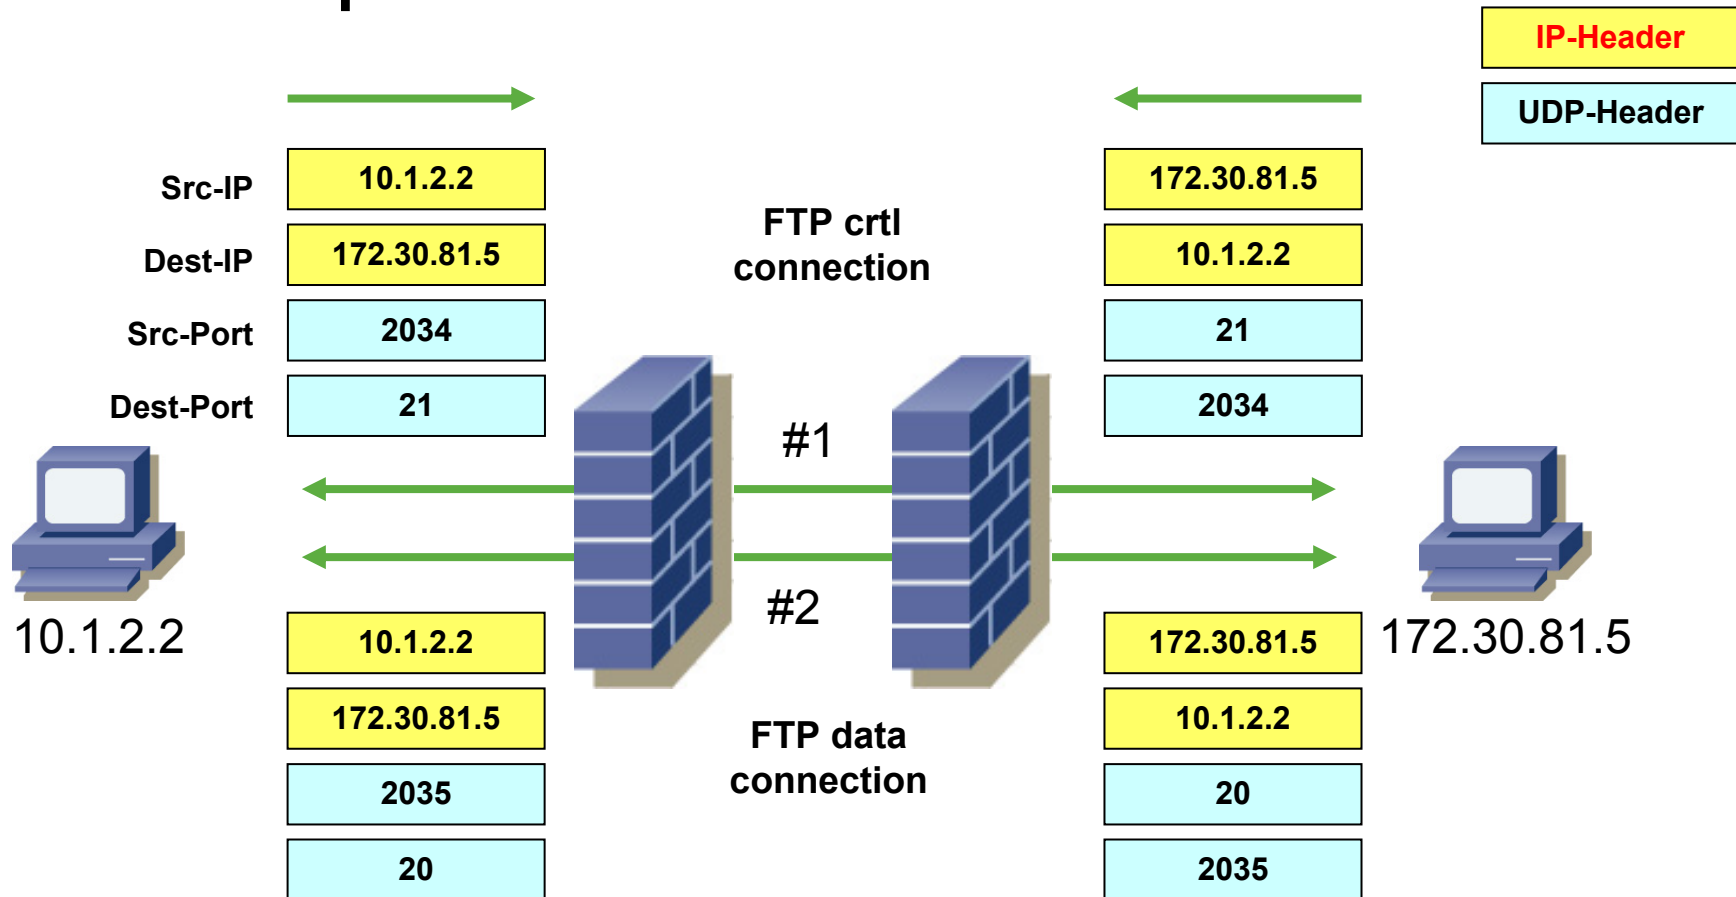 IP-Header
UDP-Header
Src-IP
10.1.2.2
172.30.81.5
Dest-IP
172.30.81.5
FTP crtl
connection
10.1.2.2
Src-Port
2034
21
Dest-Port
21
2034
#1
#2
10.1.2.2
172.30.81.5
10.1.2.2
172.30.81.5
172.30.81.5
10.1.2.2
FTP data
connection
2035
20
20
2035